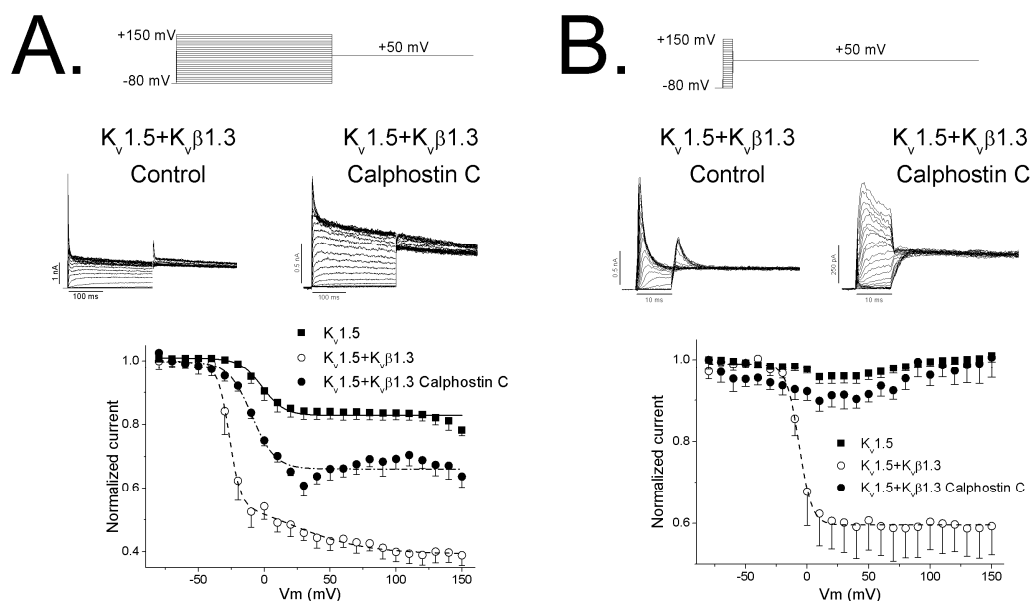 A.
+150 mV
+50 mV
-80 mV
Kv1.5+Kvβ1.3
Control
Kv1.5+Kvβ1.3
Calphostin C
1 nA
100 ms
0.5 nA
100 ms
Kv1.5
Kv1.5+Kvβ1.3
Kv1.5+Kvβ1.3 Calphostin C
1.0
0.8
0.6
0.4
Normalized current
-50 0 50 100 150
Vm (mV)
B.
+150 mV
+50 mV
-80 mV
Kv1.5+Kvβ1.3
Control
Kv1.5+Kvβ1.3
Calphostin C
0.5 nA
10 ms
250 pA
10 ms
1.0
0.8
0.6
Normalized current
Kv1.5
Kv1.5+Kvβ1.3
Kv1.5+Kvβ1.3 Calphostin C
-50 0 50 100 150
Vm (mV)